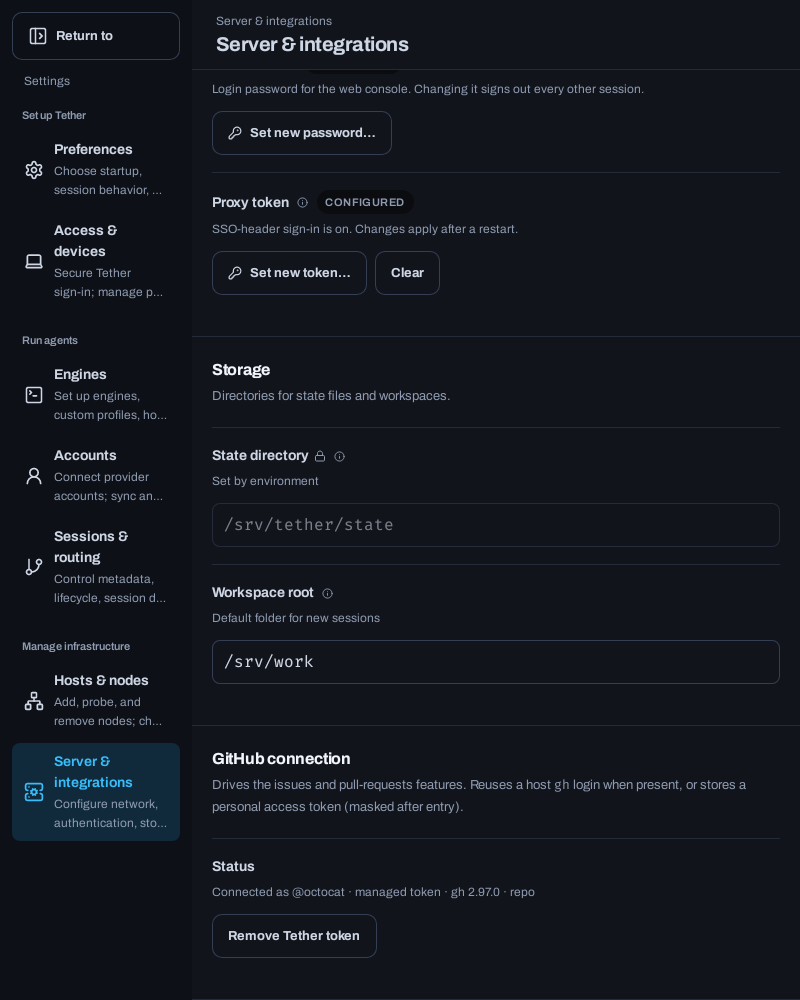 Return to
Settings
Set up Tether
Preferences
Choose startup,
session behavior, ...
Access &
devices
Secure Tether
sign-in; manage p...
Run agents
Engines
Set up engines,
custom profiles, ho...
Accounts
Connect provider
accounts; sync an...
Sessions &
routing
Control metadata,
lifecycle, session d...
Manage infrastructure
Hosts & nodes
Add, probe, and
remove nodes; ch...
Server &
integrations
Configure network,
authentication, sto...
Server & integrations
Server & integrations
Login password for the web console. Changing it signs out every other session.
Set new password...
Proxy token CONFIGURED
SSO-header sign-in is on. Changes apply after a restart.
Set new token... Clear
Storage
Directories for state files and workspaces.
State directory
Set by environment
/srv/tether/state
Workspace root
Default folder for new sessions
/srv/work
GitHub connection
Drives the issues and pull-requests features. Reuses a host gh login when present, or stores a
personal access token (masked after entry).
Status
Connected as @octocat · managed token · gh 2.97.0 · repo
Remove Tether token